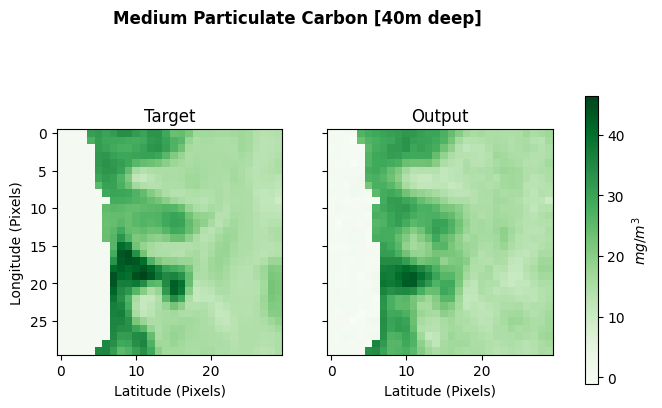 Medium Particulate Carbon [40m deep]
Target
Output
0
5
10
15
20
25
Longitude (Pixels)
0
10
20
Latitude (Pixels)
0
10
20
Latitude (Pixels)
40
30
20
10
0
mg/m³